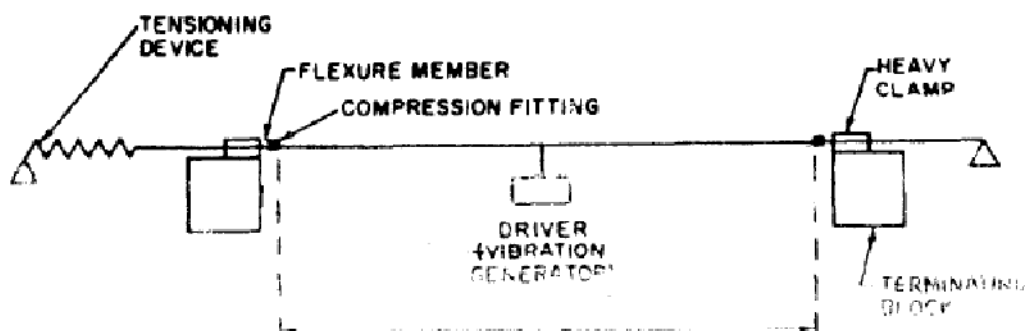 TENSIONING
DEVICE
FLEXURE MEMBER
COMPRESSION FITTING
HEAVY
CLAMP
DRIVER
(VIBRATION
GENERATOR)
TERMINATING
BLOCK